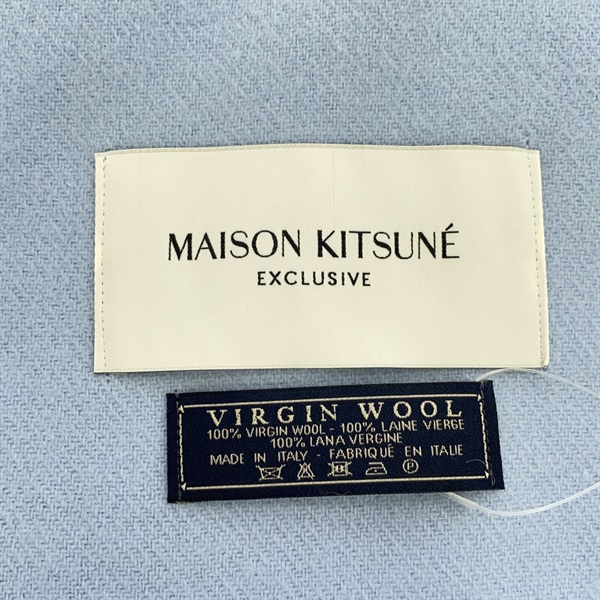 MAISON KITSUNÉ
EXCLUSIVE
VIRGIN WOOL
100% VIRGIN WOOL - 100% LAINE VIERGE
100% LANA VERGINE
MADE IN ITALY - FABRIQUÉ EN ITALIE
P